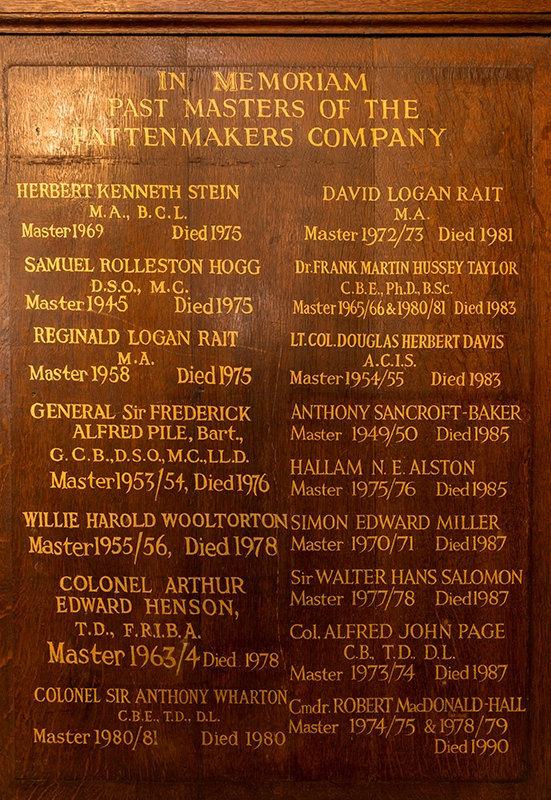 IN MEMORIAM
PAST MASTERS OF THE
PATTENMAKERS COMPANY
HERBERT KENNETH STEIN
M.A., B.C.L.
Master 1969 Died 1975
SAMUEL ROLLESTON HOGG
D.S.O., M.C.
Master 1945 Died 1975
REGINALD LOGAN RAIT
M.A.
Master 1958 Died 1975
GENERAL Sir FREDERICK
ALFRED PILE, Bart.,
G.C.B., D.S.O., M.C., LL.D.
Master 1953/54, Died 1976
WILLIE HAROLD WOOLTORTON
Master 1955/56, Died 1978
COLONEL ARTHUR
EDWARD HENSON,
T.D., F.R.I.B.A.
Master 1963/4 Died 1978
COLONEL SIR ANTHONY WHARTON
C.B.E., T.D., D.L.
Master 1980/81 Died 1980
DAVID LOGAN RAIT
M.A.
Master 1972/73 Died 1981
Dr. FRANK MARTIN HUSSEY TAYLOR
C.B.E., Ph.D., B.Sc.
Master 1965/66 & 1980/81 Died 1983
LT. COL. DOUGLAS HERBERT DAVIS
A.C.I.S.
Master 1954/55 Died 1983
ANTHONY SANCROFT-BAKER
Master 1949/50 Died 1985
HALLAM N. E. ALSTON
Master 1975/76 Died 1985
SIMON EDWARD MILLER
Master 1970/71 Died 1987
Sir WALTER HANS SALOMON
Master 1977/78 Died 1987
Col. ALFRED JOHN PAGE
C.B., T.D. D.L.
Master 1973/74 Died 1987
Cmdr. ROBERT MacDONALD-HALL
Master 1974/75 & 1978/79
Died 1990